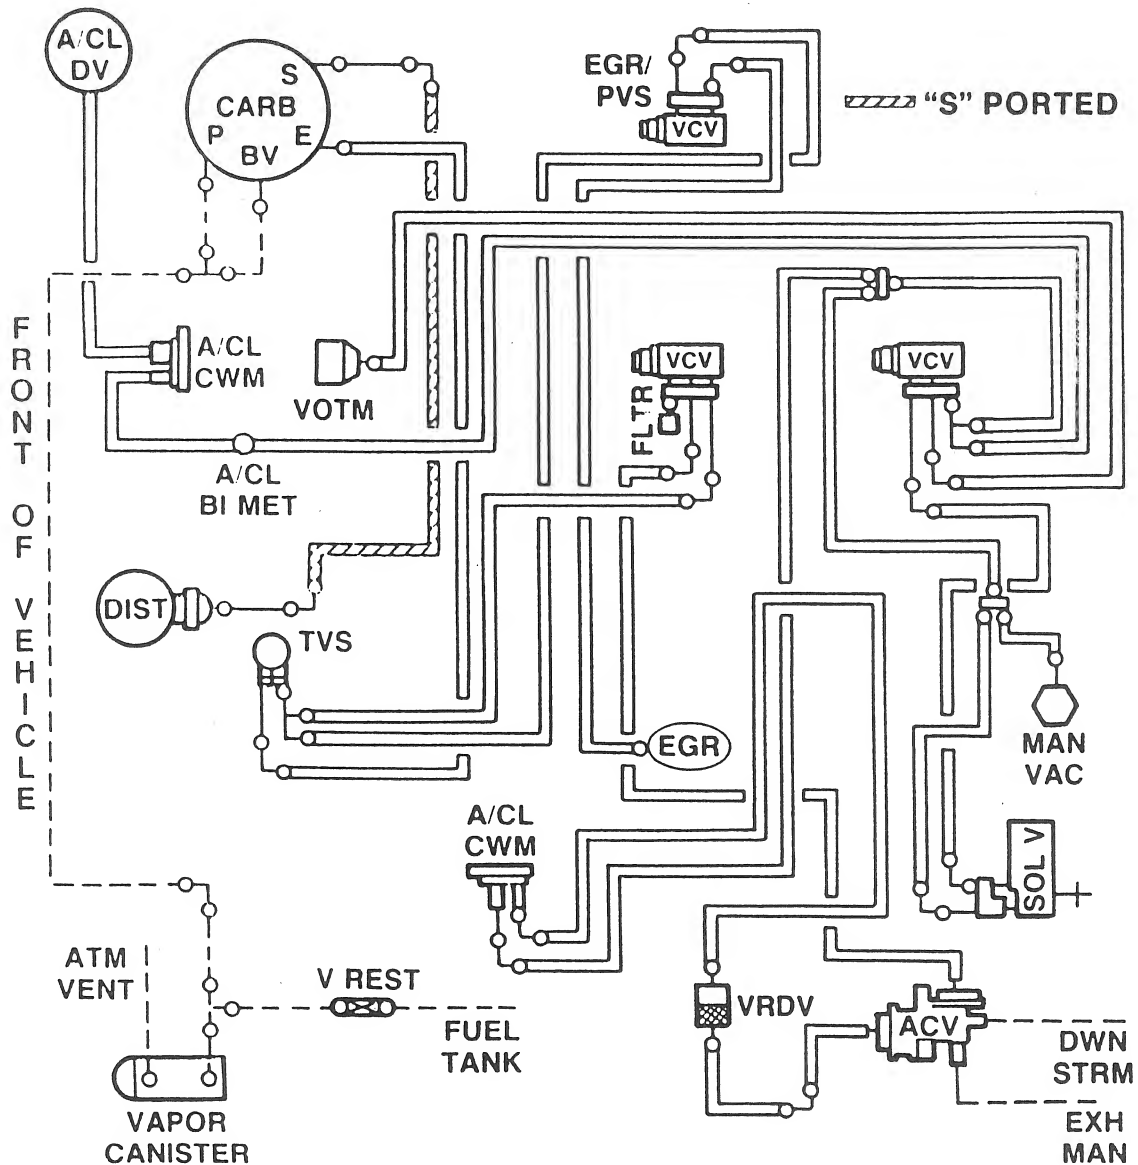 A/CL
DV
S
CARB
P
E
BV
EGR/
PVS
VCV
"S" PORTED
FRONT OF VEHICLE
A/CL
CWM
VOTM
VCV
FLTR
VCV
A/CL
BI MET
DIST
TVS
EGR
MAN
VAC
A/CL
CWM
SOL V
ATM
VENT
V REST
FUEL
TANK
VRDV
ACV
DWN
STRM
EXH
MAN
VAPOR
CANISTER